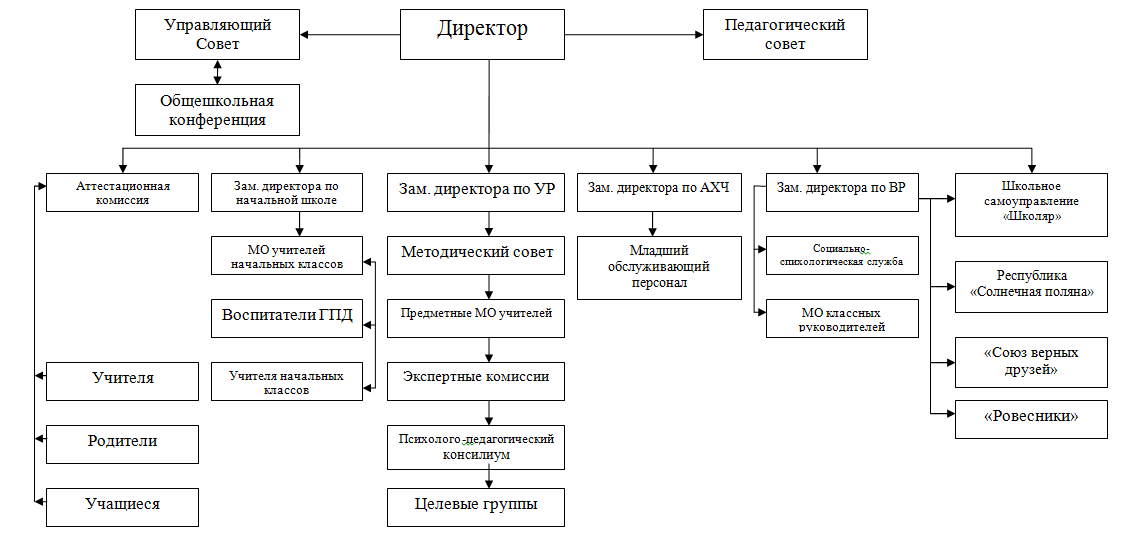 Управляющий
Совет
Директор
Педагогический
совет
Общешкольная
конференция
Аттестационная
комиссия
Зам. директора по
начальной школе
Зам. директора по УР
Зам. директора по АХЧ
Зам. директора по ВР
Школьное
самоуправление
«Школяр»
МО учителей
начальных классов
Методический совет
Младший
обслуживающий
персонал
Социально-
спихологическая служба
Республика
«Солнечная поляна»
Воспитатели ГПД
Предметные МО учителей
МО классных
руководителей
Учителя
Учителя начальных
классов
Экспертные комиссии
«Союз верных
друзей»
«Ровесники»
Родители
Психолого-педагогический
консилиум
Учащиеся
Целевые группы